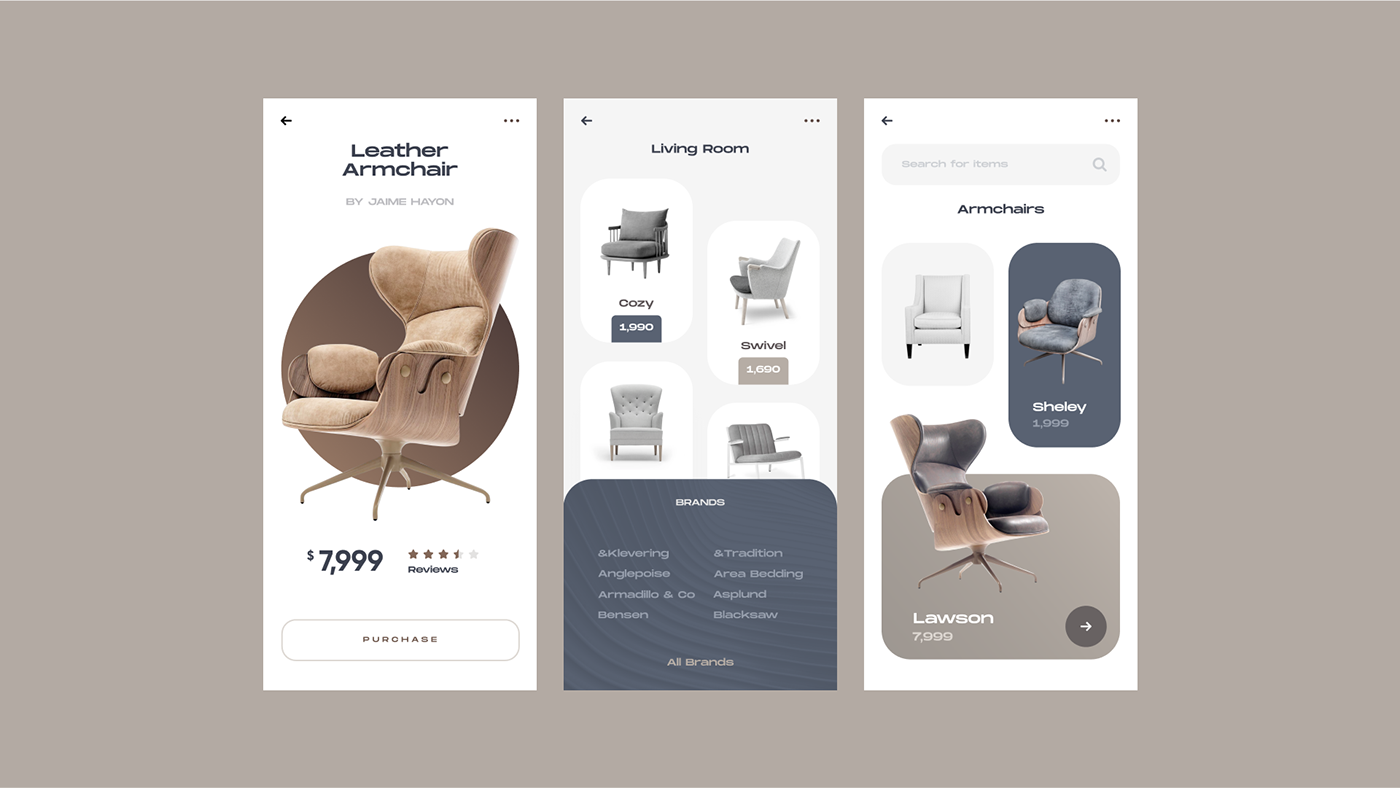 Leather
Armchair
BY JAIME HAYON
$7,999
Reviews
PURCHASE
Living Room
Cozy
1,990
Swivel
1,690
BRANDS
&Klevering
&Tradition
Anglepoise
Area Bedding
Armadillo & Co
Asplund
Bensen
Blacksaw
All Brands
Search for items
Armchairs
Sheley
1,999
Lawson
7,999